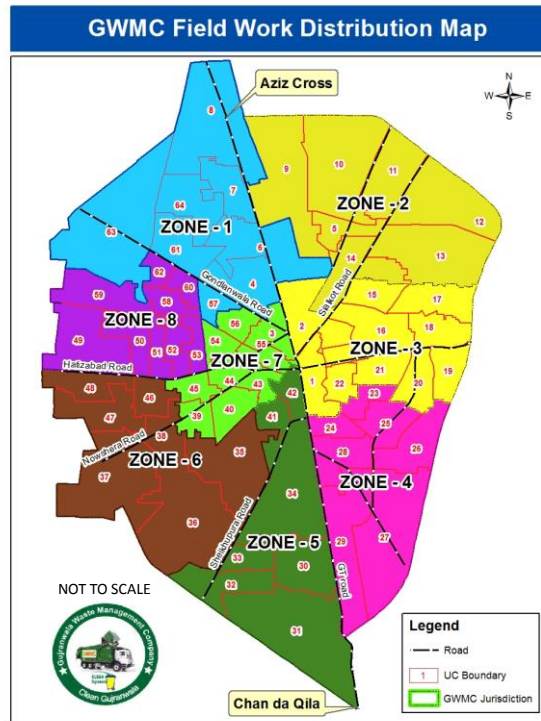 GWMC Field Work Distribution Map
Aziz Cross
N
W E
S
8
9
10
11
7
64
ZONE - 2
12
ZONE - 1
5
63
61
6
14
13
62
4
Gondlanwala Road
Sialkot Road
59
60
58
57
15
17
ZONE - 8
56
3
2
16
18
49
50
54
55
ZONE - 3
51
52
53
ZONE - 7
21
Hafizabad Road
44
43
1
22
20
19
48
46
45
42
23
47
39
40
41
24
25
38
Nowshera Road
35
28
26
ZONE - 6
37
34
ZONE - 4
36
Sheikhupura Road
ZONE - 5
29
27
33
30
GT road
32
31
NOT TO SCALE
Gujranwala Waste Management Company
GWMC
Clean Gujranwala
Legend
Road
1 UC Boundary
GWMC Jurisdiction
Chan da Qila